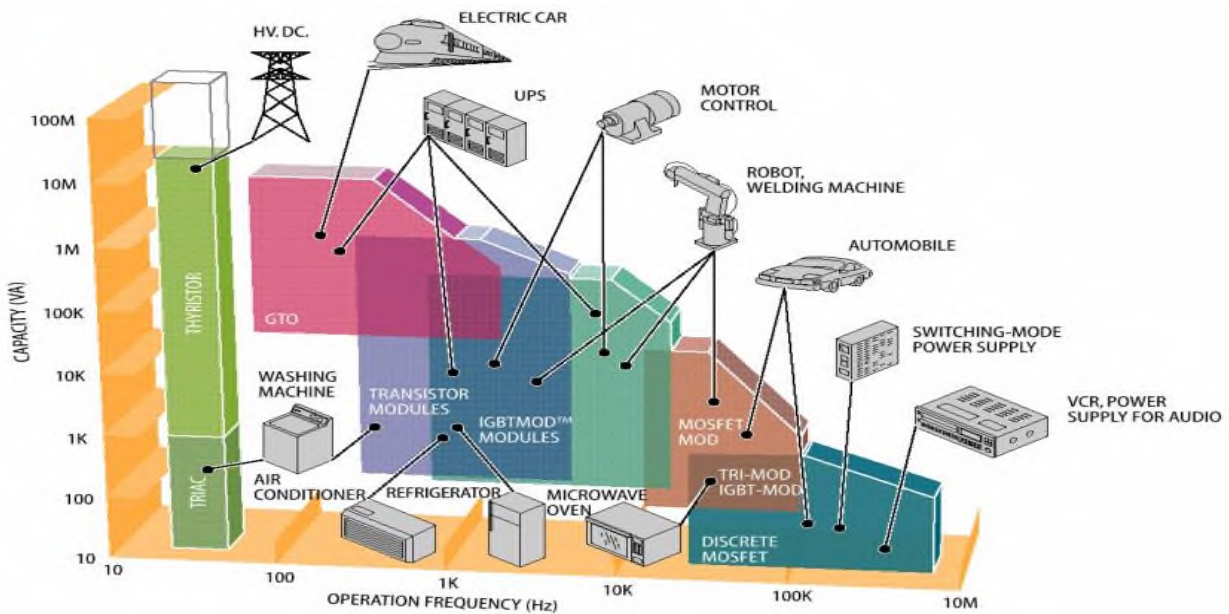 ELECTRIC CAR
HV. DC.
UPS
MOTOR
CONTROL
ROBOT,
WELDING MACHINE
AUTOMOBILE
SWITCHING-MODE
POWER SUPPLY
VCR, POWER
SUPPLY FOR AUDIO
CAPACITY (VA)
100M
10M
1M
100K
10K
1K
100
10
THYRISTOR
TRIAC
GTO
WASHING
MACHINE
TRANSISTOR
MODULES
IGBTMOD™
MODULES
MOSFET
MOD
TRI-MOD
IGBT-MOD
DISCRETE
MOSFET
AIR
CONDITIONER
REFRIGERATOR
MICROWAVE
OVEN
10
100
1K
10K
100K
10M
OPERATION FREQUENCY (Hz)